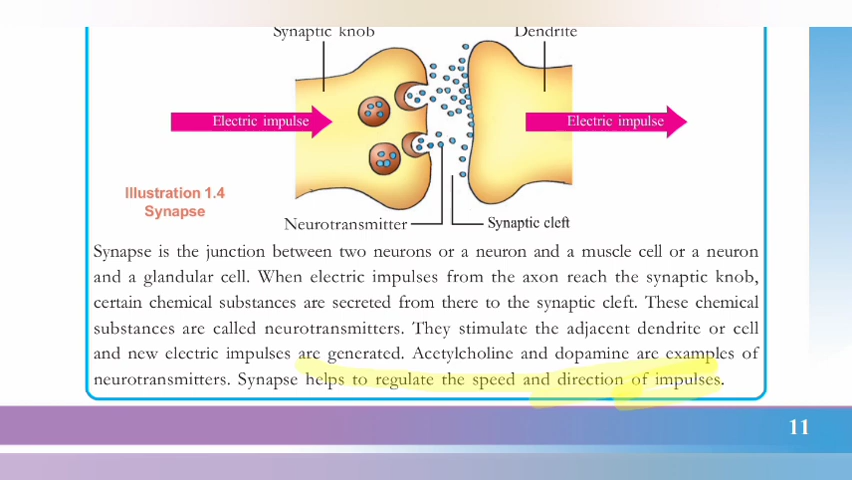 Synaptic knob
Dendrite
Electric impulse
Electric impulse
Illustration 1.4
Synapse
Neurotransmitter
Synaptic cleft
Synapse is the junction between two neurons or a neuron and a muscle cell or a neuron
and a glandular cell. When electric impulses from the axon reach the synaptic knob,
certain chemical substances are secreted from there to the synaptic cleft. These chemical
substances are called neurotransmitters. They stimulate the adjacent dendrite or cell
and new electric impulses are generated. Acetylcholine and dopamine are examples of
neurotransmitters. Synapse helps to regulate the speed and direction of impulses.
11